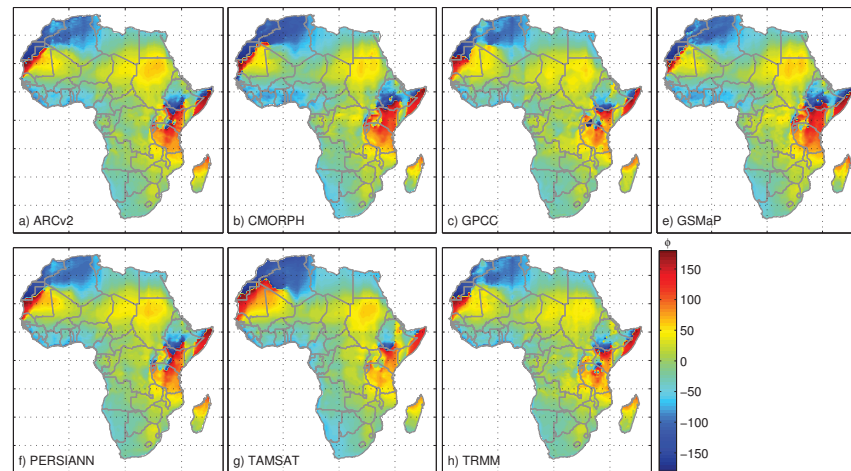 a) ARCv2
b) CMORPH
c) GPCC
e) GSMaP
f) PERSIANN
g) TAMSAT
h) TRMM
ϕ
150
100
50
0
−50
−100
−150